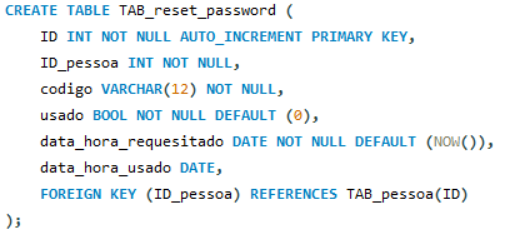 CREATE TABLE TAB_reset_password (
ID INT NOT NULL AUTO_INCREMENT PRIMARY KEY,
ID_pessoa INT NOT NULL,
codigo VARCHAR(12) NOT NULL,
usado BOOL NOT NULL DEFAULT (0),
data_hora_requesitado DATE NOT NULL DEFAULT (NOW()),
data_hora_usado DATE,
FOREIGN KEY (ID_pessoa) REFERENCES TAB_pessoa(ID)
);